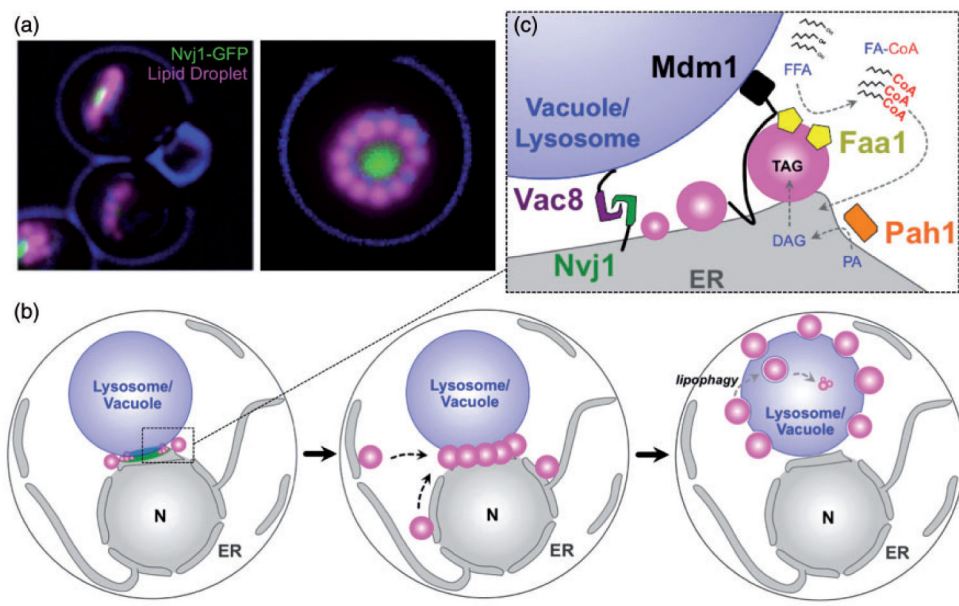 (a)
Nvj1-GFP
Lipid Droplet
(c)
Mdm1
FFA
FA-CoA
CoA
CoA
CoA
Vacuole/
Lysosome
Faa1
TAG
Vac8
Nvj1
DAG
PA
Pah1
ER
(b)
Lysosome/
Vacuole
N
ER
Lysosome/
Vacuole
N
ER
lipophagy
Lysosome/
Vacuole
N
ER